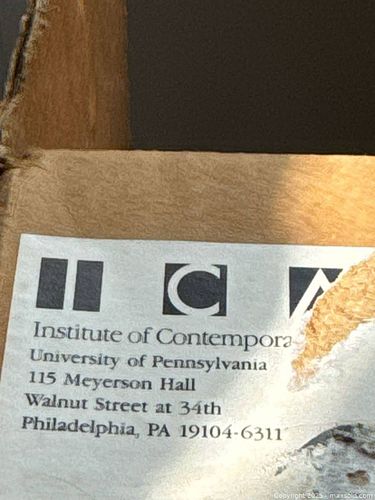 ICA
Institute of Contempora
University of Pennsylvania
115 Meyerson Hall
Walnut Street at 34th
Philadelphia, PA 19104-6311
Copyright 2025 - maxsold.com